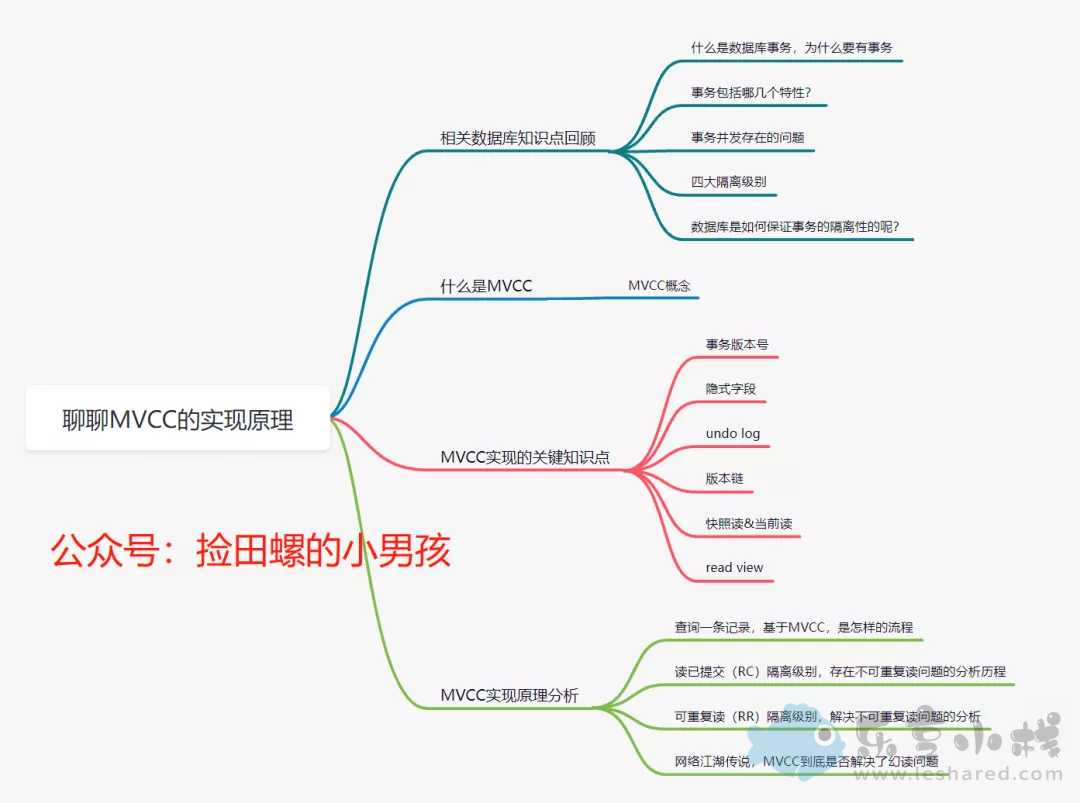 什么是数据库事务，为什么要有事务
事务包括哪几个特性？
相关数据库知识点回顾
事务并发存在的问题
四大隔离级别
数据库是如何保证事务的隔离性的呢？
什么是MVCC
MVCC概念
事务版本号
隐式字段
聊聊MVCC的实现原理
undo log
MVCC实现的关键知识点
版本链
快照读&当前读
公众号：捡田螺的小男孩
read view
查询一条记录，基于MVCC，是怎样的流程
读已提交（RC）隔离级别，存在不可重复读问题的分析历程
MVCC实现原理分析
可重复读（RR）隔离级别，解决不可重复读问题的分析
网络江湖传说，MVCC到底是否解决了幻读问题
乐享小栈
www.leshared.com